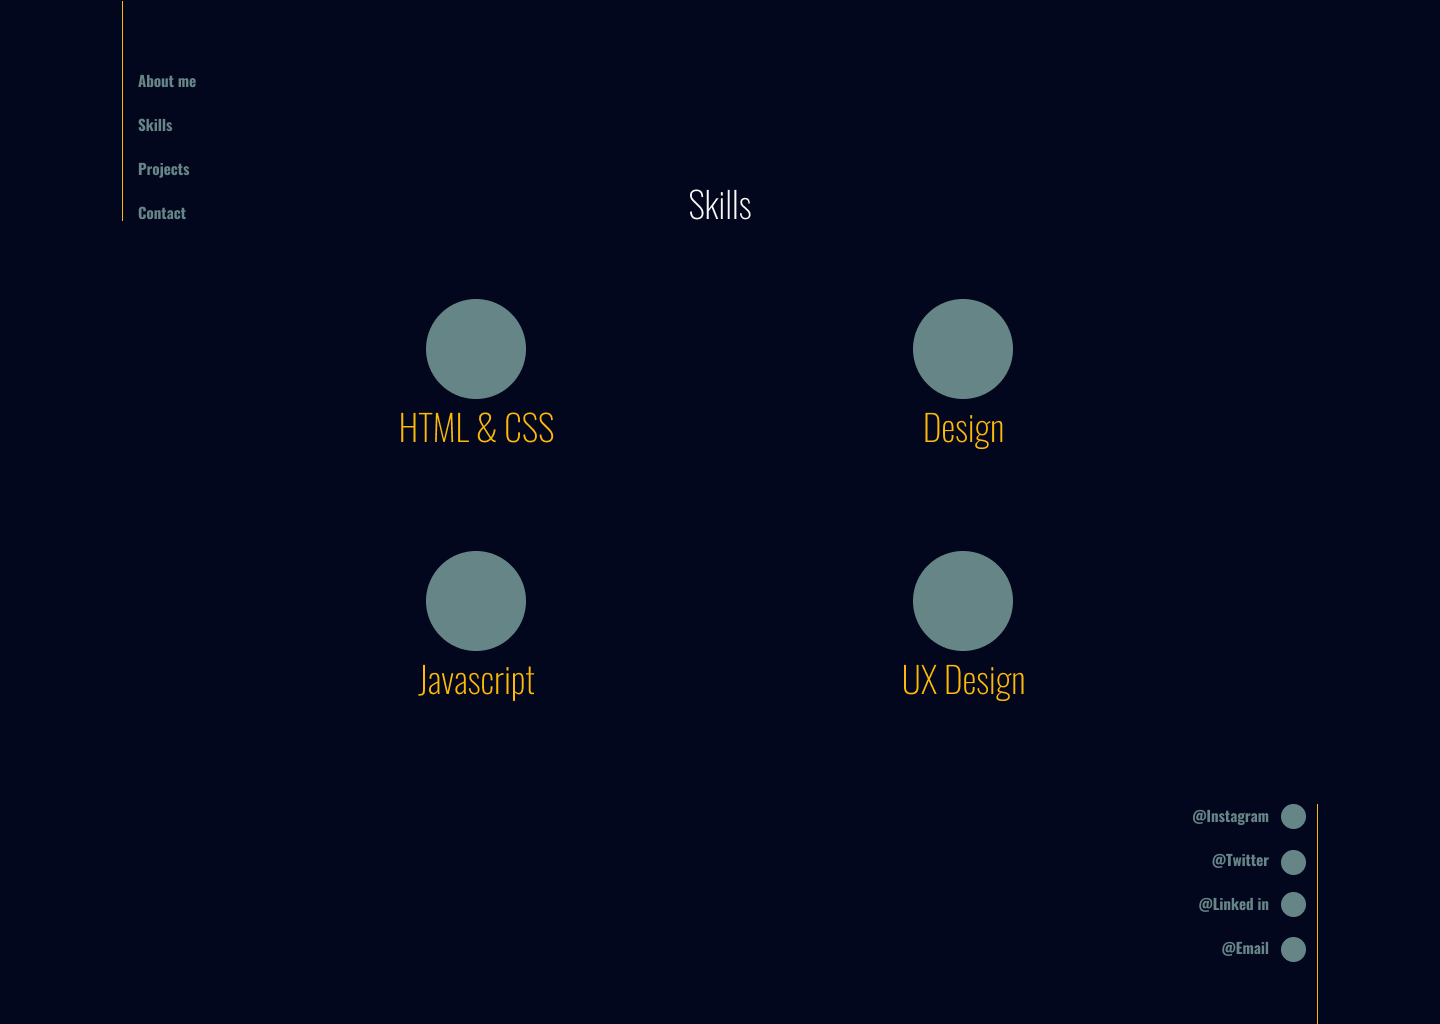 About me
Skills
Projects
Contact
Skills
HTML & CSS
Design
Javascript
UX Design
@Instagram
@Twitter
@Linked in
@Email